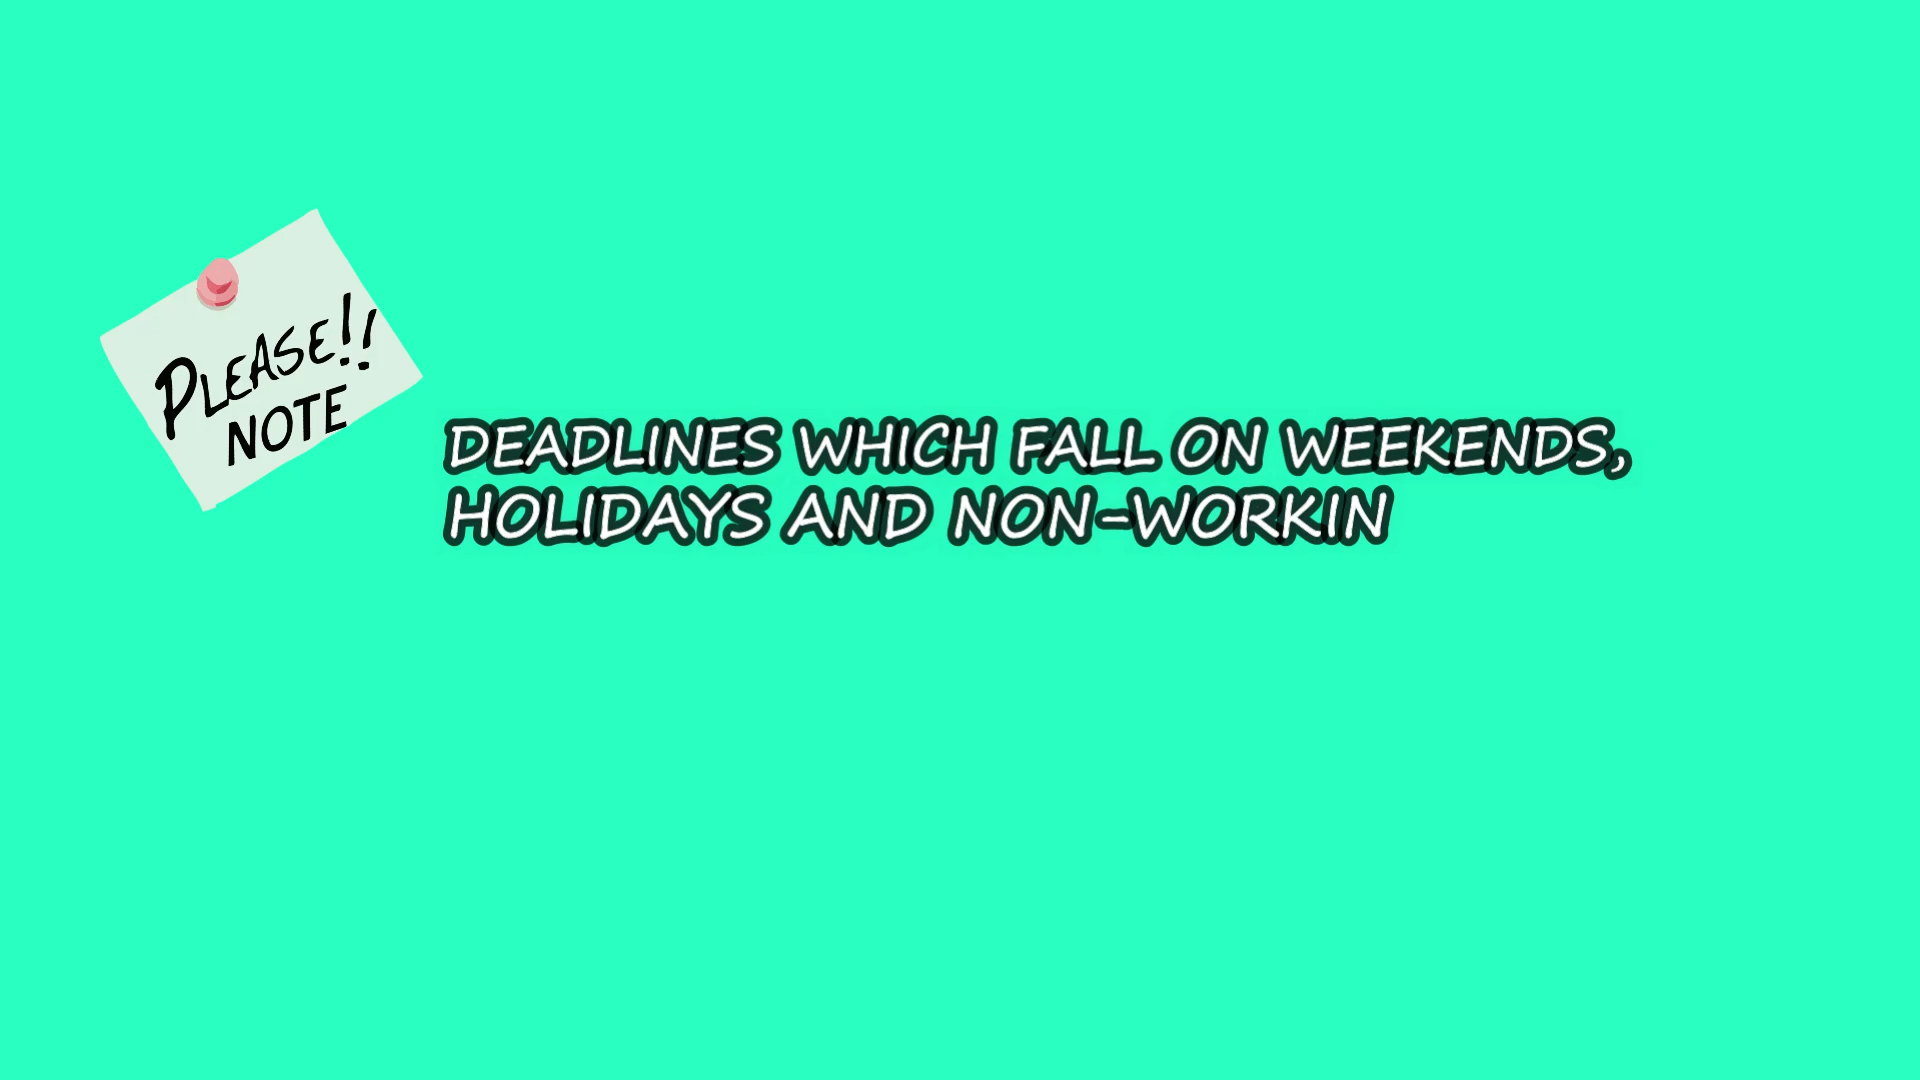 PLEASE!!
NOTE
DEADLINES WHICH FALL ON WEEKENDS,
HOLIDAYS AND NON-WORKIN